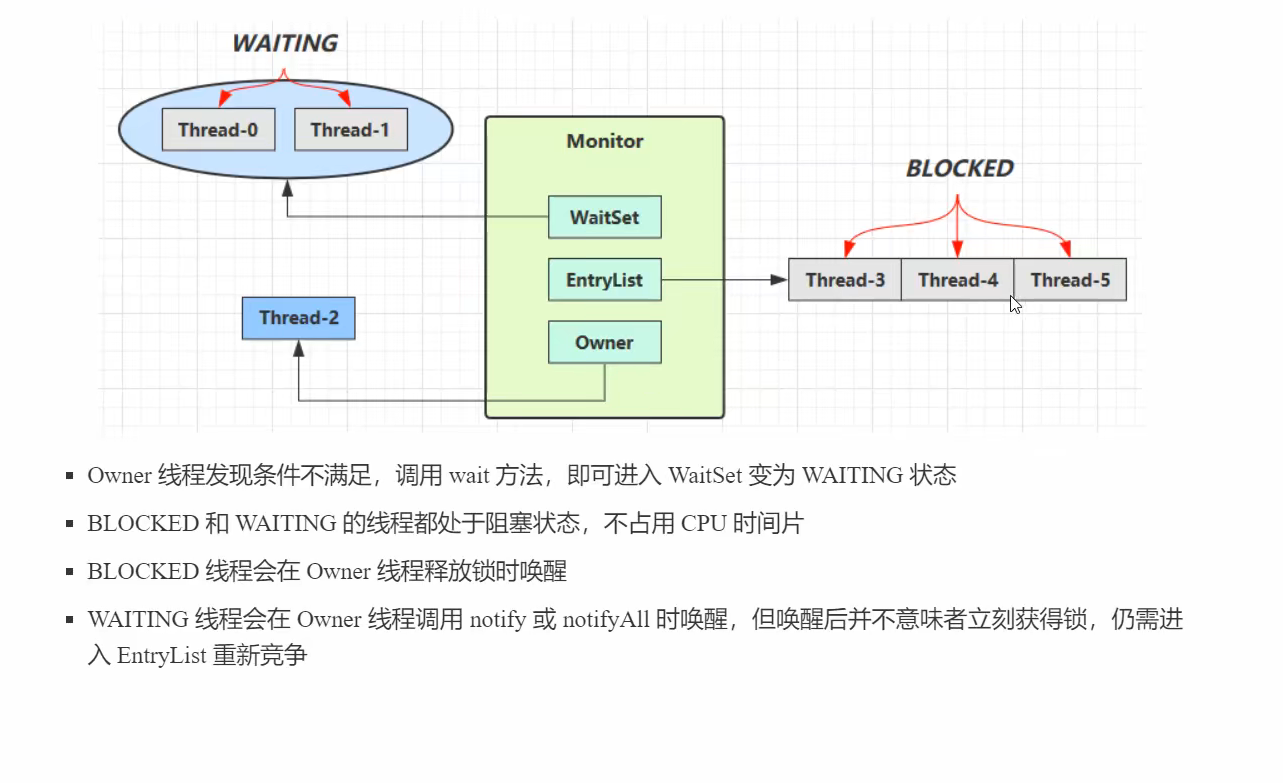 WAITING
Thread-0 Thread-1
Monitor
BLOCKED
WaitSet
EntryList
Thread-3 Thread-4 Thread-5
Thread-2
Owner
Owner 线程发现条件不满足，调用 wait 方法，即可进入 WaitSet 变为 WAITING 状态
BLOCKED 和 WAITING 的线程都处于阻塞状态，不占用 CPU 时间片
BLOCKED 线程会在 Owner 线程释放锁时唤醒
WAITING 线程会在 Owner 线程调用 notify 或 notifyAll 时唤醒，但唤醒后并不意味者立刻获得锁，仍需进
入 EntryList 重新竞争